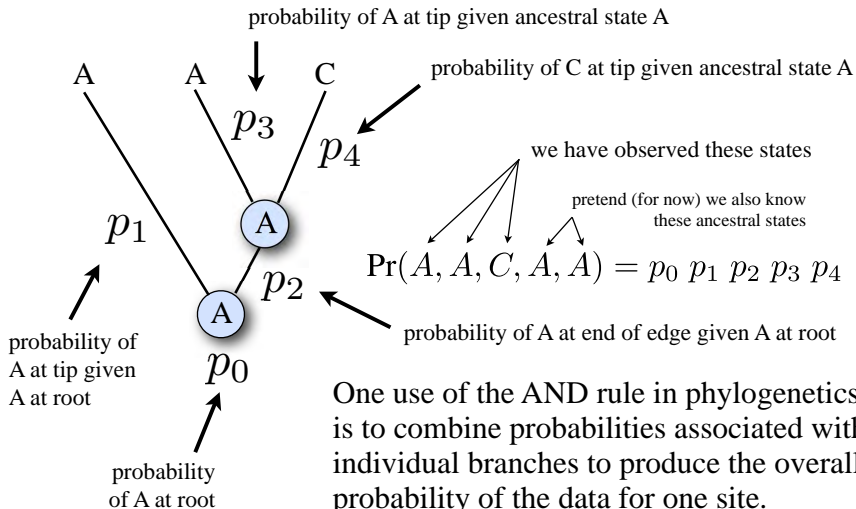 probability of A at tip given ancestral state A
A A C
probability of C at tip given ancestral state A
p3
p4
we have observed these states
pretend (for now) we also know
these ancestral states
A
p1
Pr(A, A, C, A, A) = p0 p1 p2 p3 p4
p2
A
probability of A at end of edge given A at root
probability of
A at tip given
A at root
p0
One use of the AND rule in phylogenetics
is to combine probabilities associated with
individual branches to produce the overall
probability of the data for one site.
probability
of A at root